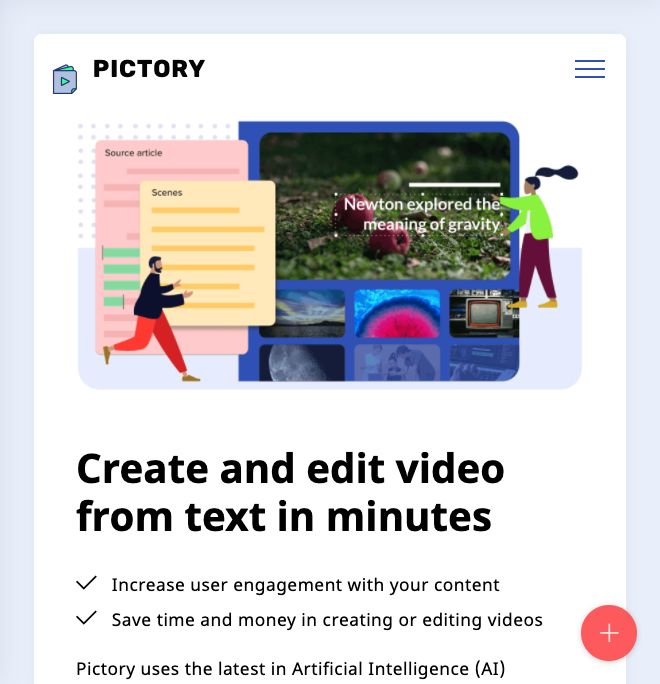 PICTORY
Source article
Scenes
Newton explored the
meaning of gravity
Create and edit video
from text in minutes
Increase user engagement with your content
Save time and money in creating or editing videos
Pictory uses the latest in Artificial Intelligence (AI)